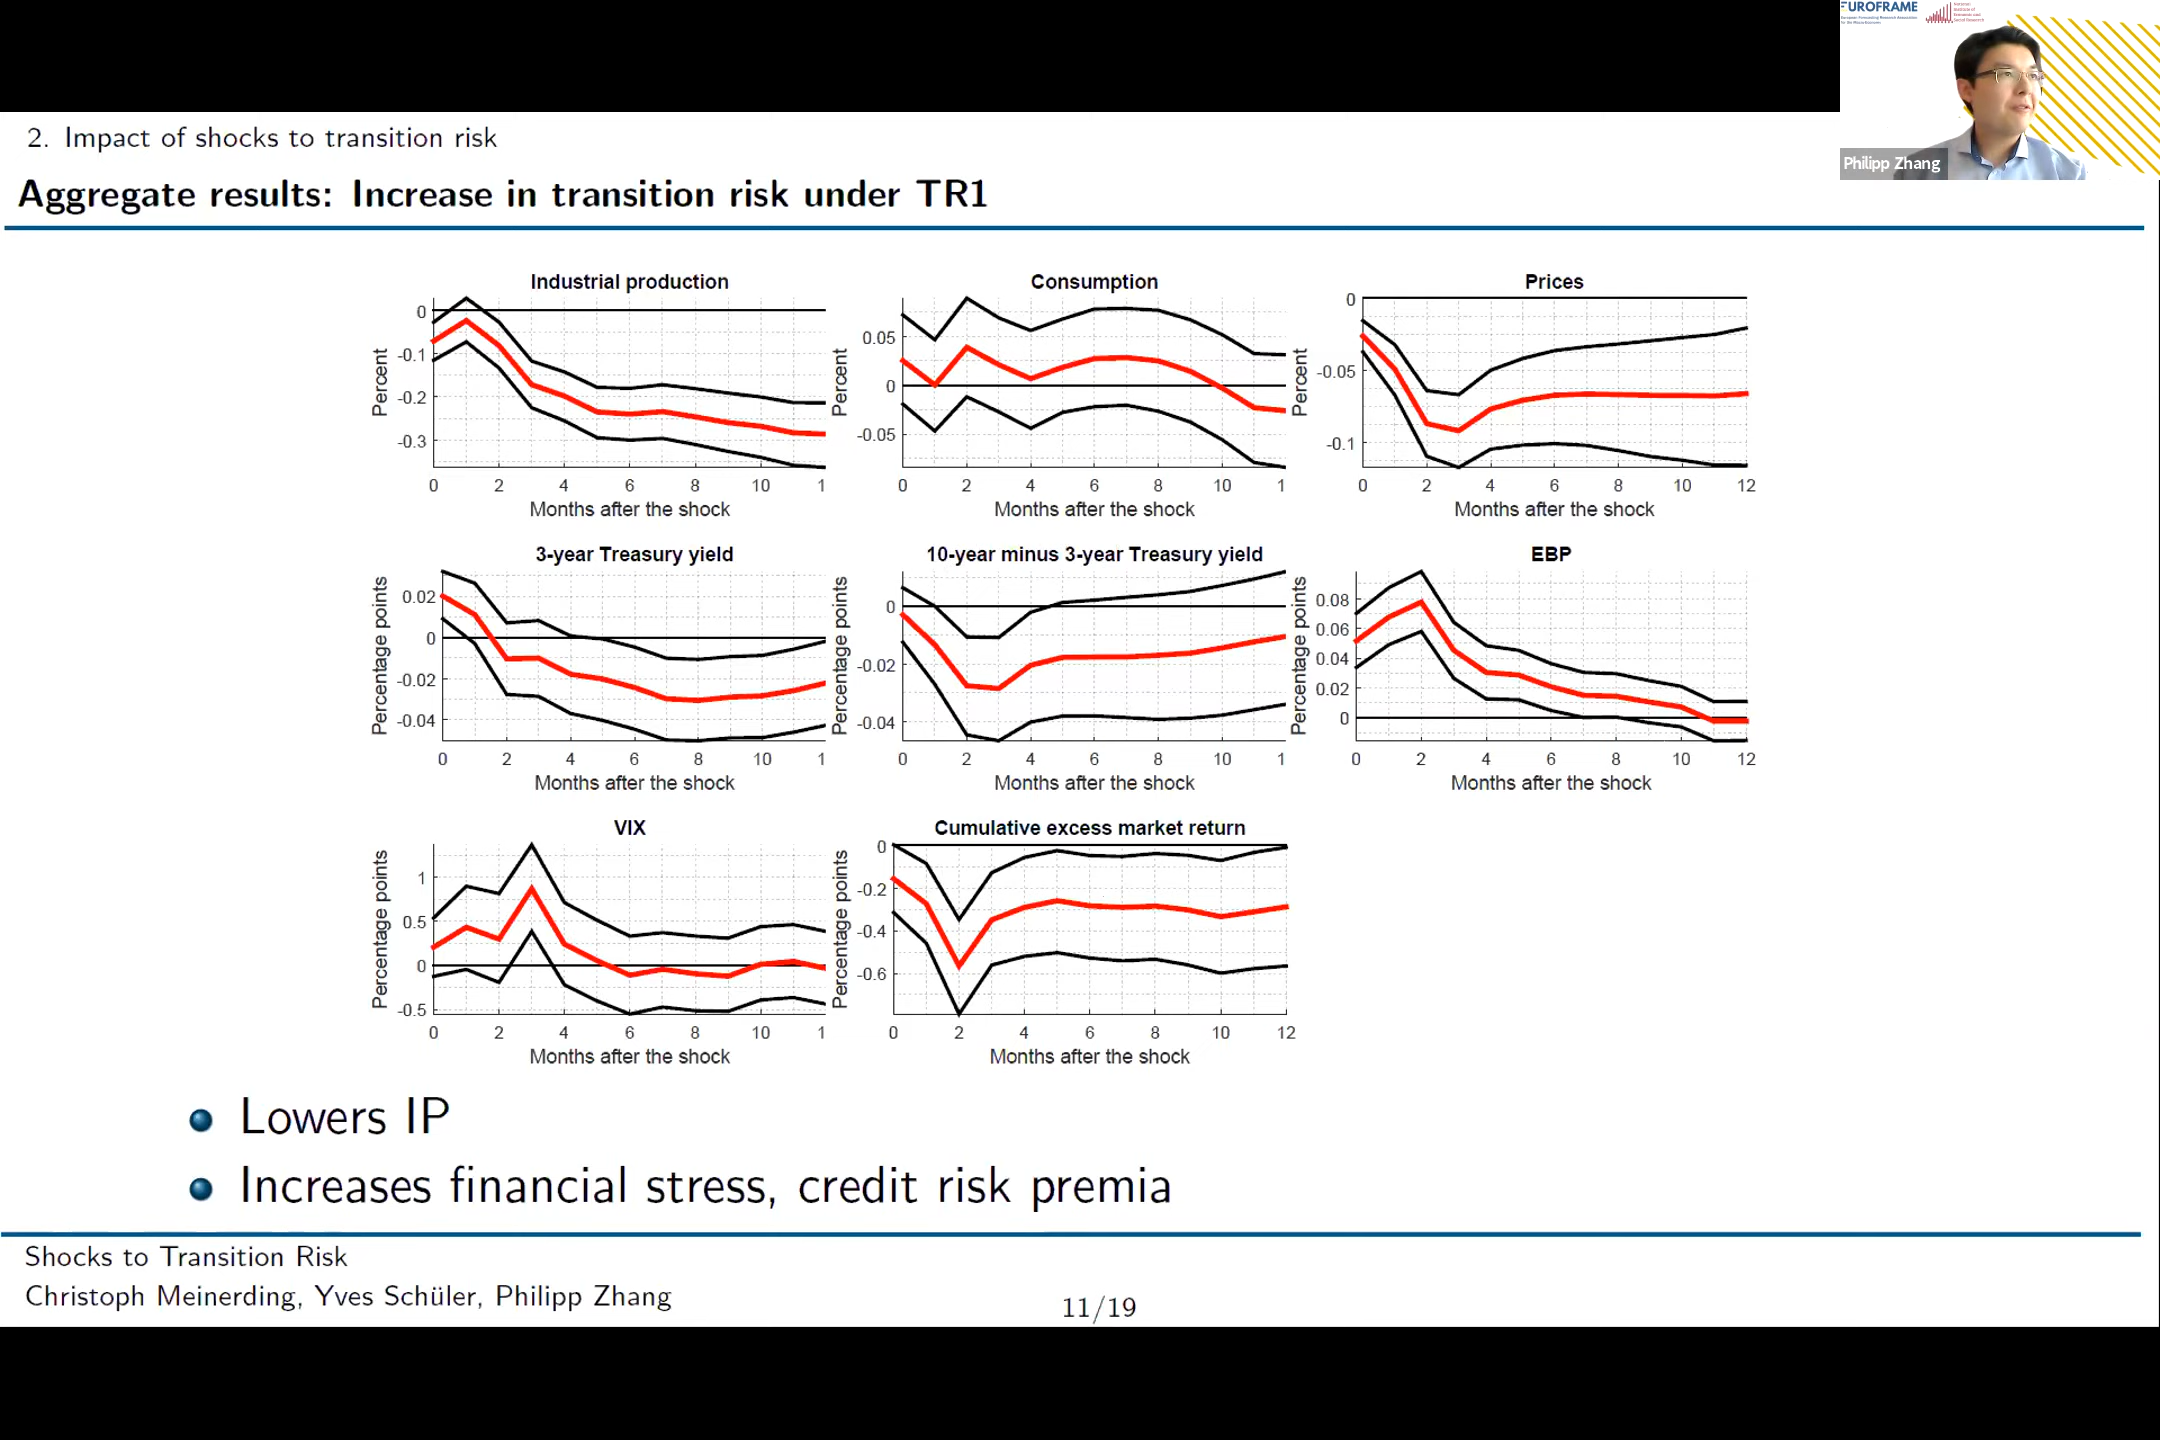 UROFRAME
Philipp Zhang
2. Impact of shocks to transition risk
Aggregate results: Increase in transition risk under TR1
Industrial production
Percent
0
-0.1
-0.2
-0.3
0 2 4 6 8 10 1
Months after the shock
Consumption
Percent
0.05
0
-0.05
0 2 4 6 8 10 1
Months after the shock
Prices
Percent
0
-0.05
-0.1
0 2 4 6 8 10 12
Months after the shock
3-year Treasury yield
Percentage points
0.02
0
-0.02
-0.04
0 2 4 6 8 10 1
Months after the shock
10-year minus 3-year Treasury yield
Percentage points
0
-0.02
-0.04
0 2 4 6 8 10 1
Months after the shock
EBP
Percentage points
0.08
0.06
0.04
0.02
0
0 2 4 6 8 10 12
Months after the shock
VIX
Percentage points
1
0.5
0
-0.5
0 2 4 6 8 10 1
Months after the shock
Cumulative excess market return
Percentage points
0
-0.2
-0.4
-0.6
0 2 4 6 8 10 12
Months after the shock
Lowers IP
Increases financial stress, credit risk premia
Shocks to Transition Risk
Christoph Meinerding, Yves Schüler, Philipp Zhang
11/19